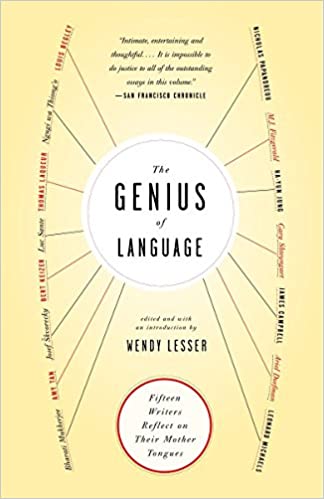 "Intimate, entertaining and
thoughtful. . . . It is impossible to
do justice to all of the outstanding
essays in this volume."
—SAN FRANCISCO CHRONICLE
LOUIS BEGLEY
Ngugi wa Thiong'o
THOMAS LAQUEUR
Luc Sante
BERT KEIZER
Josef Skvorecky
AMY TAN
Bharati Mukherjee
The
GENIUS
of
LANGUAGE
edited and with
an introduction by
WENDY LESSER
Fifteen
Writers
Reflect on
Their Mother
Tongues
NICHOLAS PAPANDREOU
M.J. Fitzgerald
HA-YUN JUNG
Gary Shteyngart
JAMES CAMPBELL
Ariel Dorfman
LEONARD MICHAELS